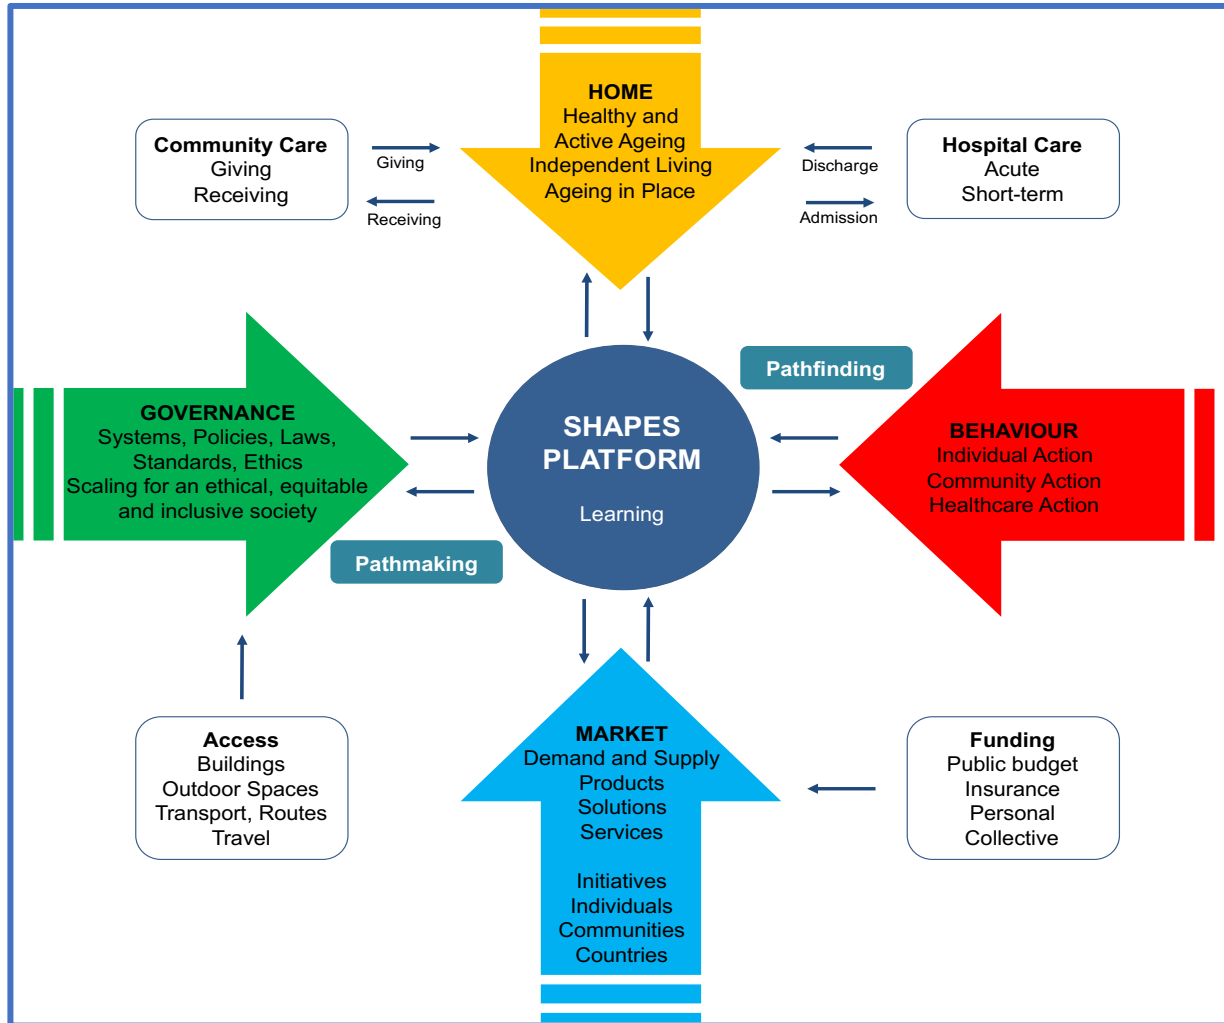 HOME
Healthy and
Active Ageing
Independent Living
Ageing in Place
Community Care
Giving
Receiving
Giving
Receiving
Discharge
Admission
Hospital Care
Acute
Short-term
Pathfinding
GOVERNANCE
Systems, Policies, Laws,
Standards, Ethics
Scaling for an ethical, equitable
and inclusive society
SHAPES
PLATFORM
Learning
BEHAVIOUR
Individual Action
Community Action
Healthcare Action
Pathmaking
Access
Buildings
Outdoor Spaces
Transport, Routes
Travel
MARKET
Demand and Supply
Products
Solutions
Services
Initiatives
Individuals
Communities
Countries
Funding
Public budget
Insurance
Personal
Collective